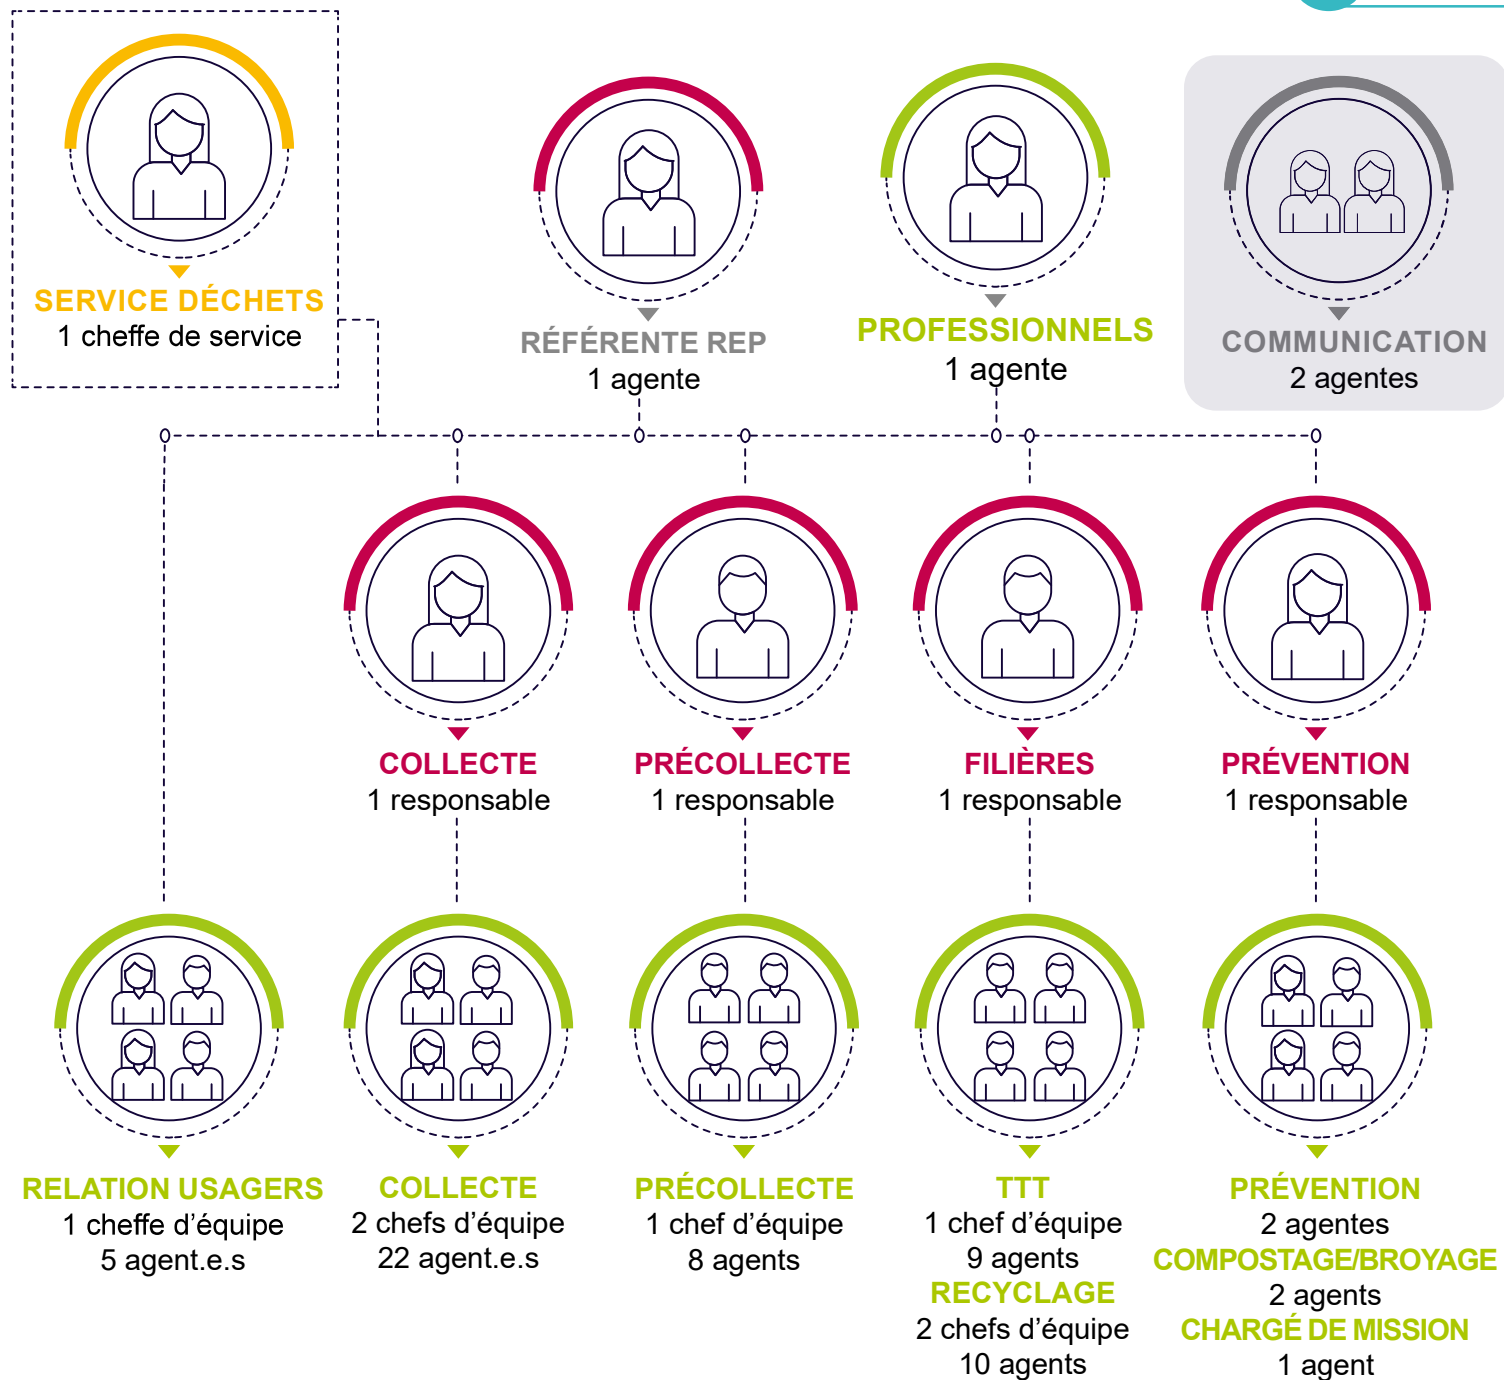 SERVICE DÉCHETS
1 cheffe de service
RÉFÉRENTE REP
1 agente
PROFESSIONNELS
1 agente
COMMUNICATION
2 agentes
COLLECTE
1 responsable
PRÉCOLLECTE
1 responsable
FILIÈRES
1 responsable
PRÉVENTION
1 responsable
RELATION USAGERS
1 cheffe d’équipe
5 agent.e.s
COLLECTE
2 chefs d’équipe
22 agent.e.s
PRÉCOLLECTE
1 chef d’équipe
8 agents
TTT
1 chef d’équipe
9 agents
RECYCLAGE
2 chefs d’équipe
10 agents
PRÉVENTION
2 agentes
COMPOSTAGE/BROYAGE
2 agents
CHARGÉ DE MISSION
1 agent